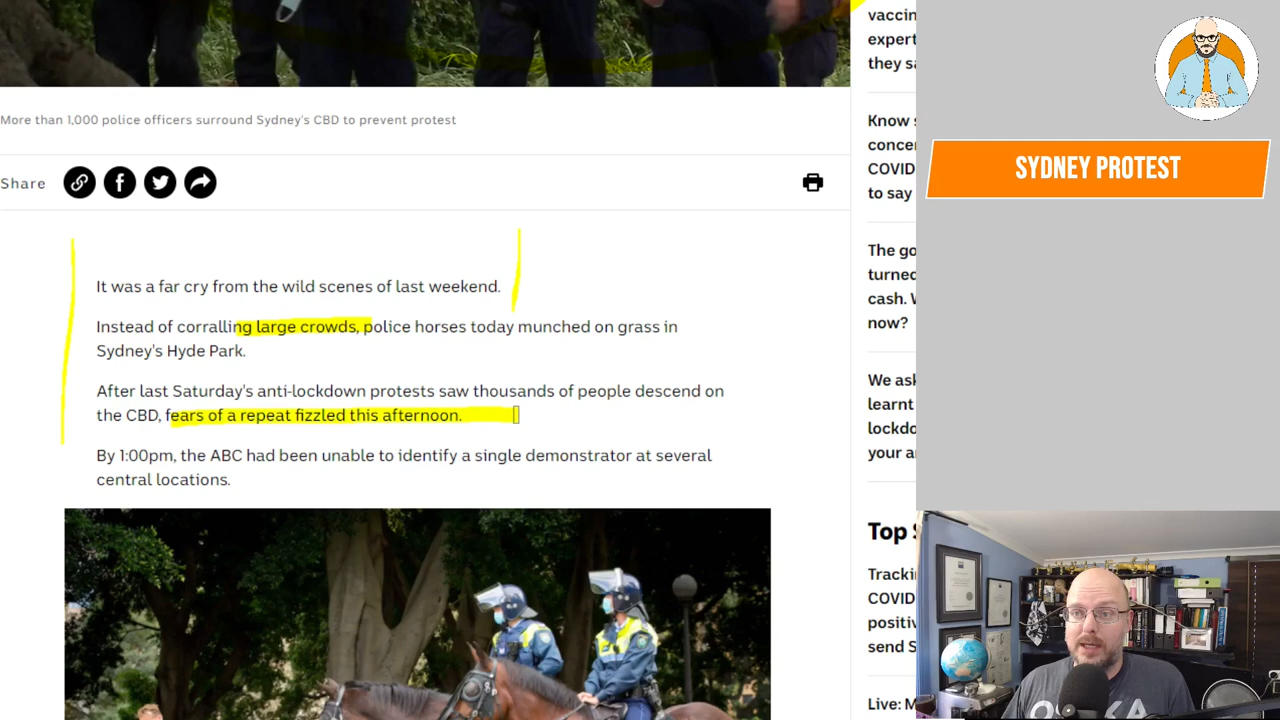 More than 1,000 police officers surround Sydney's CBD to prevent protest
Share
It was a far cry from the wild scenes of last weekend.
Instead of corralling large crowds, police horses today munched on grass in
Sydney's Hyde Park.
After last Saturday's anti-lockdown protests saw thousands of people descend on
the CBD, fears of a repeat fizzled this afternoon.
By 1:00pm, the ABC had been unable to identify a single demonstrator at several
central locations.
they
Know
COVID
to say
The
turned
cash.
now?
We
learnt
your
Top
COVID
send
Live:
SYDNEY PROTEST